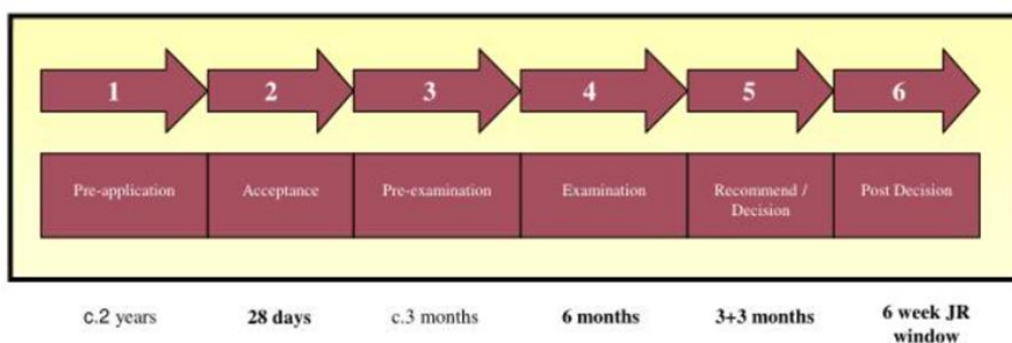 1 2 3 4 5 6
Pre-application Acceptance Pre-examination Examination Recommend / Decision Post Decision
c.2 years 28 days c.3 months 6 months 3+3 months 6 week JR window